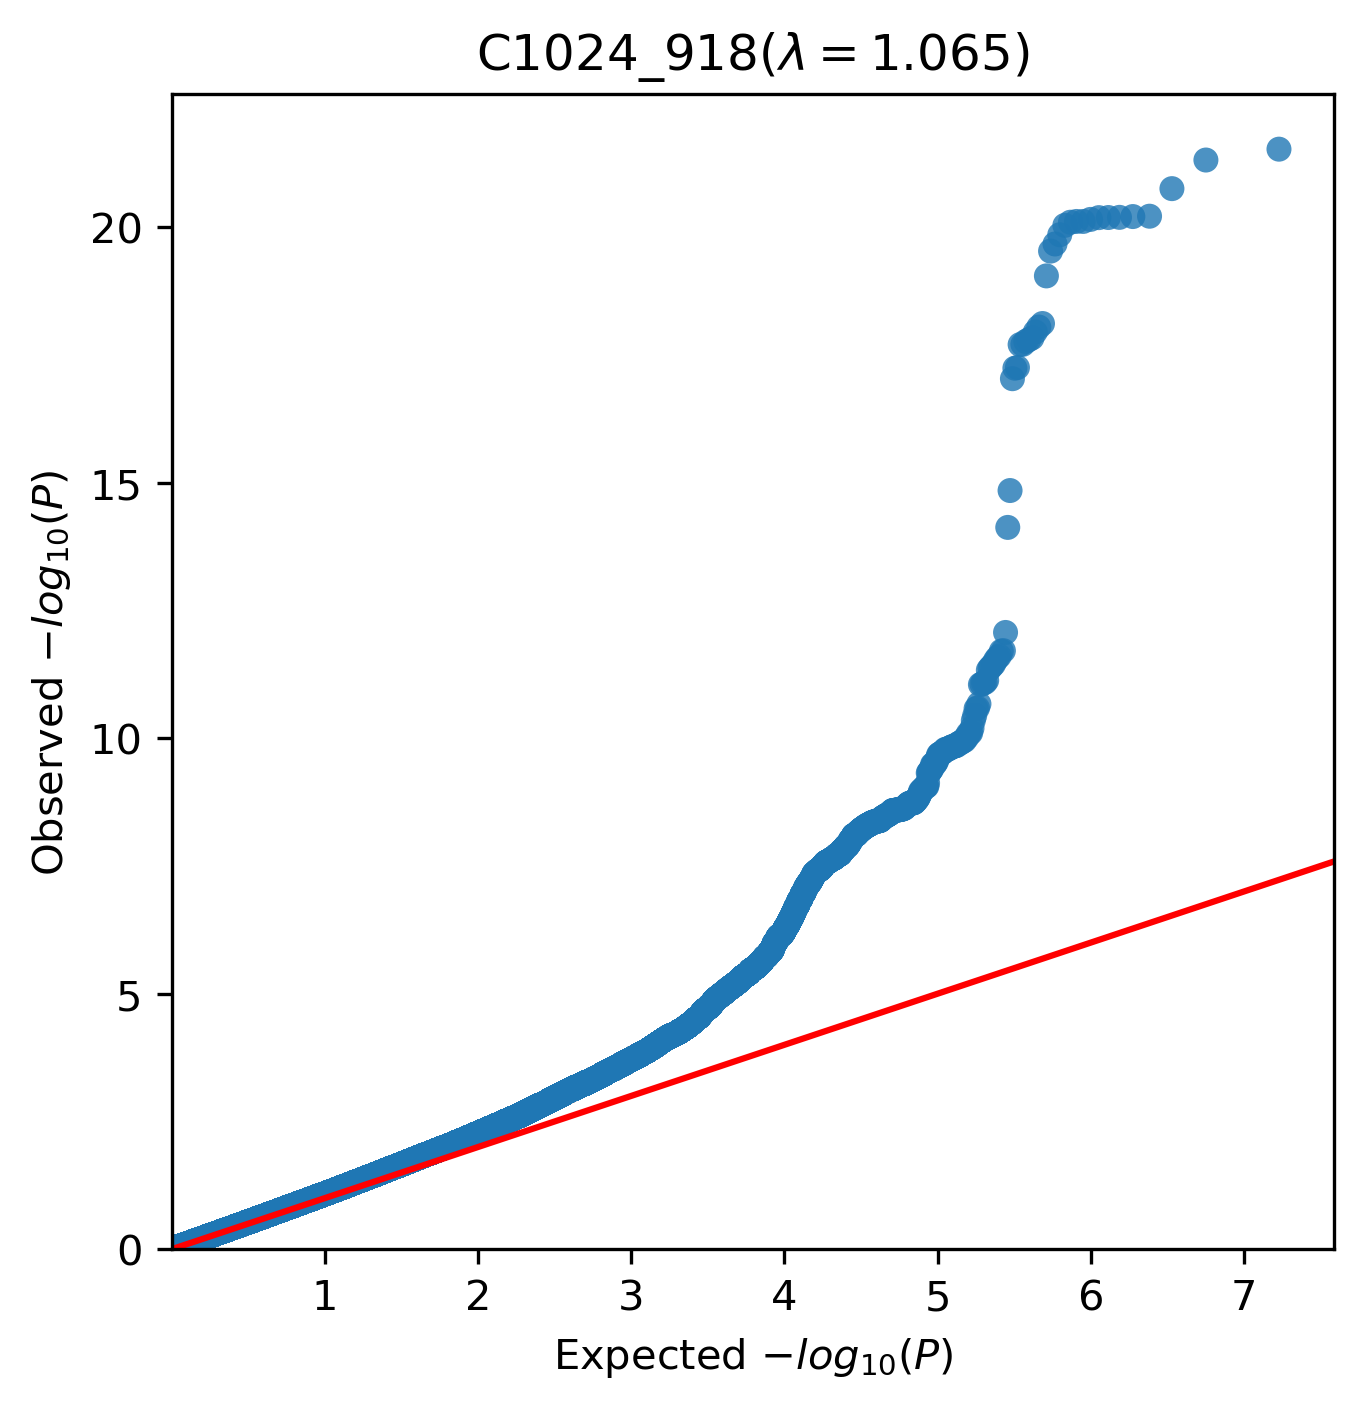 C1024_918(λ = 1.065)
Observed −log₁₀(P)
20
15
10
5
0
1 2 3 4 5 6 7
Expected −log₁₀(P)